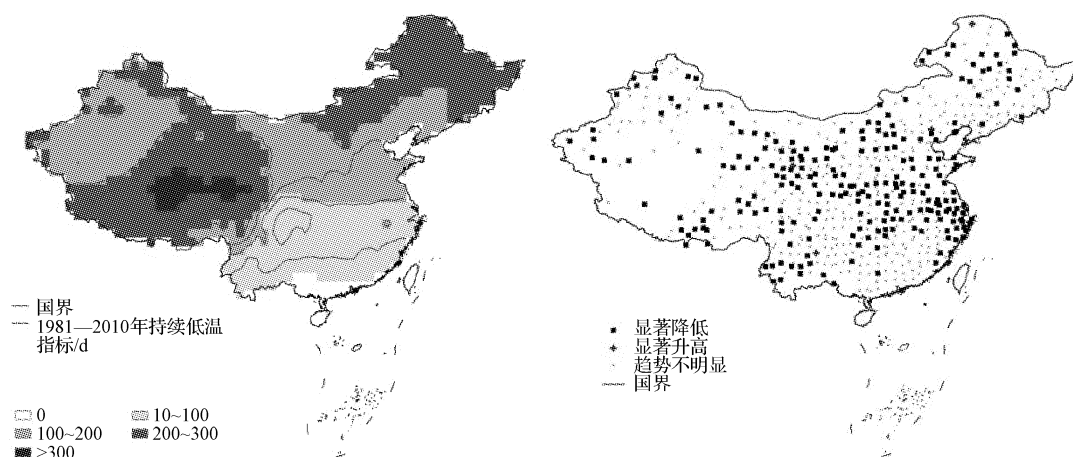 国界
1981—2010年持续低温
指标/d
0
10~100
100~200
200~300
>300
显著降低
显著升高
趋势不明显
国界